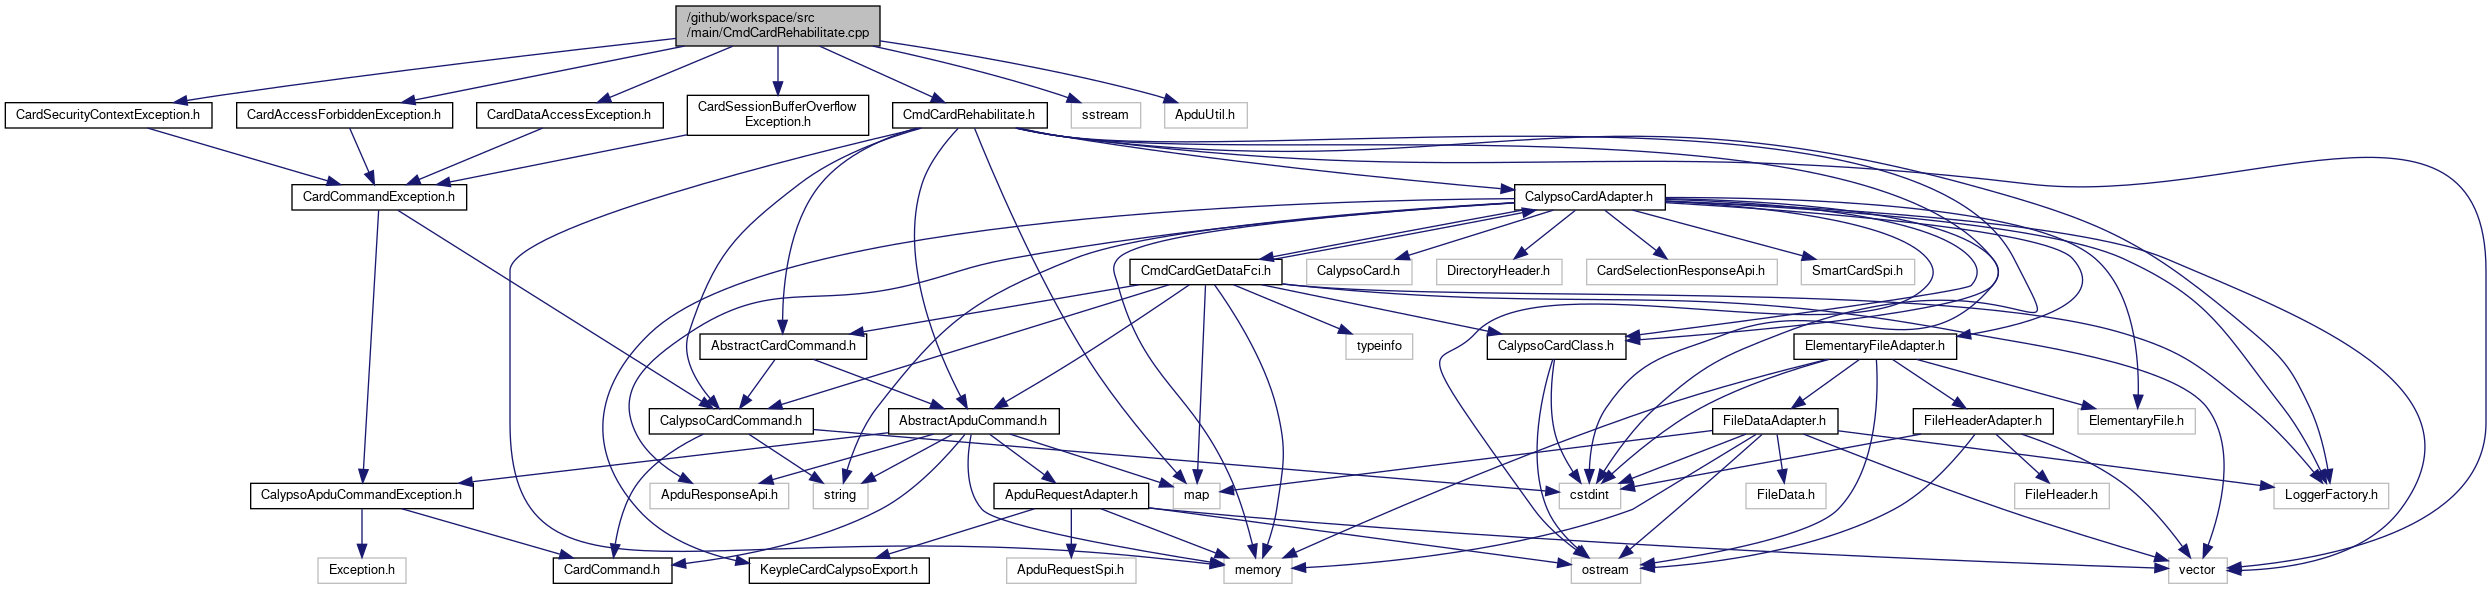 /github/workspace/src
/main/CmdCardRehabilitate.cpp
CardSecurityContextException.h
CardAccessForbiddenException.h
CardDataAccessException.h
CardSessionBufferOverflow
Exception.h
CmdCardRehabilitate.h
sstream
ApduUtil.h
CardCommandException.h
CalypsoCardAdapter.h
CmdCardGetDataFci.h
CalypsoCard.h
DirectoryHeader.h
CardSelectionResponseApi.h
SmartCardSpi.h
AbstractCardCommand.h
typeinfo
CalypsoCardClass.h
ElementaryFileAdapter.h
CalypsoCardCommand.h
AbstractApduCommand.h
FileDataAdapter.h
FileHeaderAdapter.h
ElementaryFile.h
CalypsoApduCommandException.h
ApduResponseApi.h
string
ApduRequestAdapter.h
map
cstdint
FileData.h
FileHeader.h
LoggerFactory.h
Exception.h
CardCommand.h
KeypleCardCalypsoExport.h
ApduRequestSpi.h
memory
ostream
vector